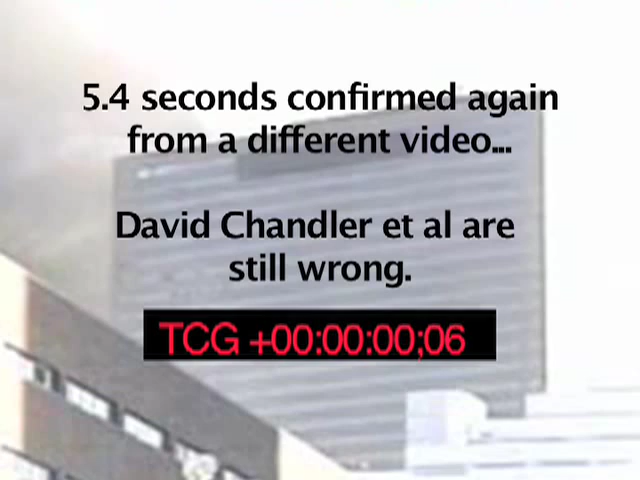 5.4 seconds confirmed again
from a different video...
David Chandler et al are
still wrong.
TCG +00:00:00;06